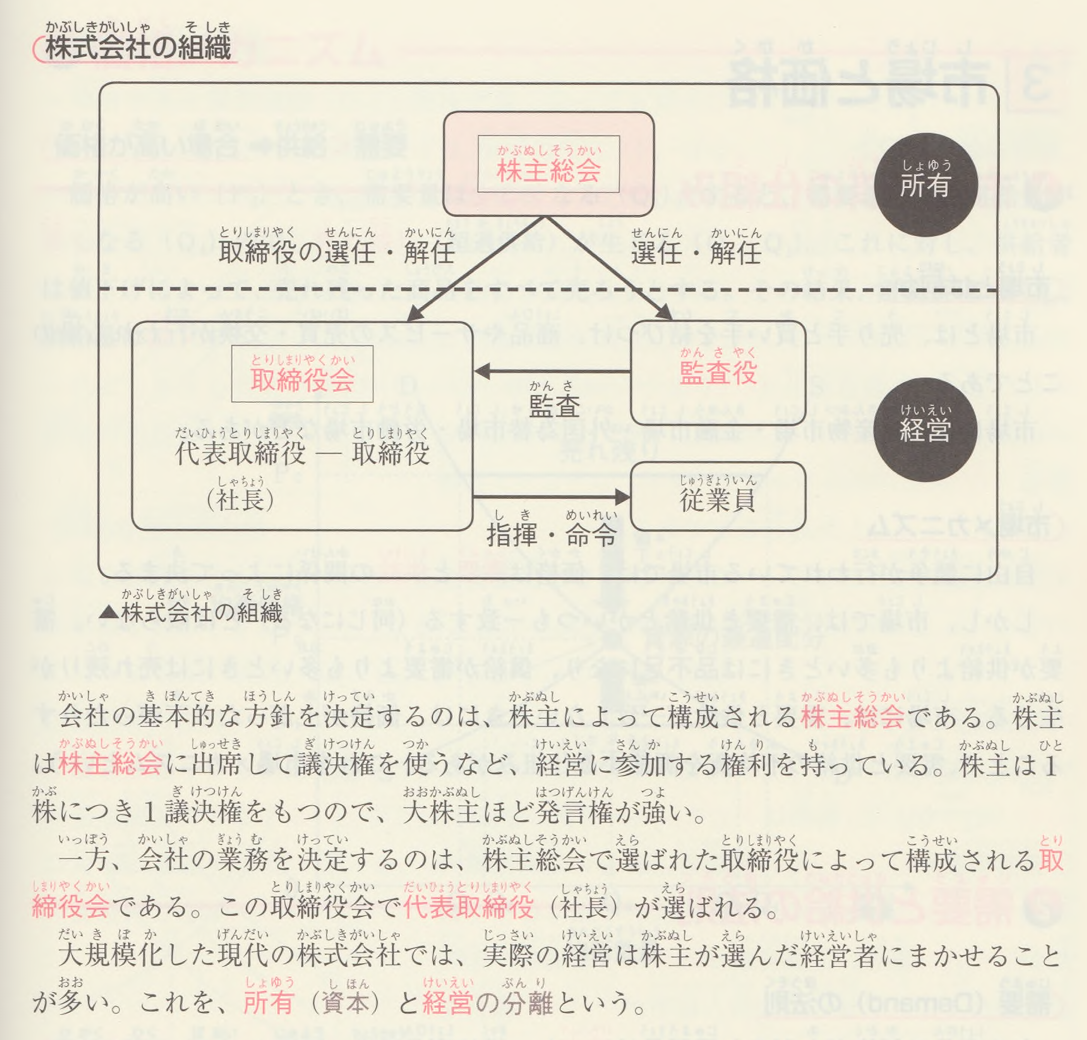 株式会社の組織
株主総会
所有
取締役の選任・解任
選任・解任
取締役会
監査役
監査
経営
代表取締役 — 取締役
（社長）
従業員
指揮・命令
▲株式会社の組織
会社の基本的な方針を決定するのは、株主によって構成される株主総会である。株主
は株主総会に出席して議決権を使うなど、経営に参加する権利を持っている。株主は1
株につき1議決権をもつので、大株主ほど発言権が強い。
一方、会社の業務を決定するのは、株主総会で選ばれた取締役によって構成される取
締役会である。この取締役会で代表取締役（社長）が選ばれる。
大規模化した現代の株式会社では、実際の経営は株主が選んだ経営者にまかせること
が多い。これを、所有（資本）と経営の分離という。